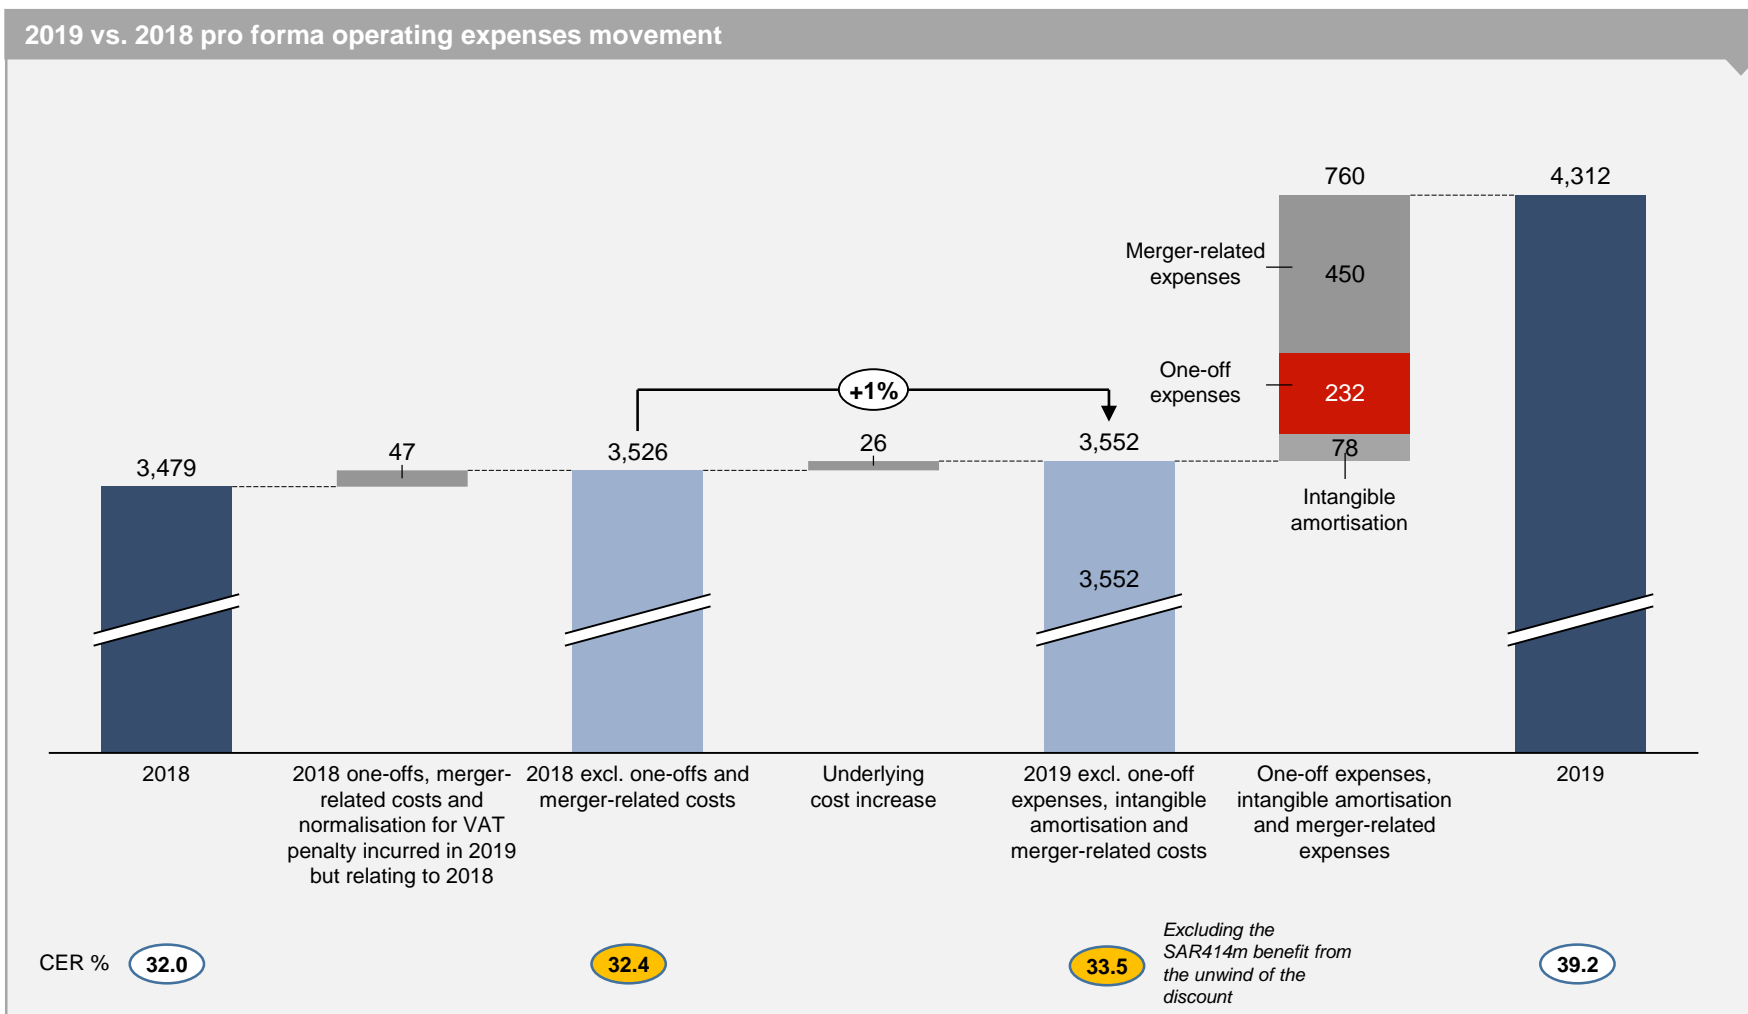 2019 vs. 2018 pro forma operating expenses movement
760
4,312
Merger-related
expenses
450
One-off
expenses
232
+1%
3,479
47
3,526
26
3,552
78
Intangible
amortisation
3,552
2018
2018 one-offs, merger-
related costs and
normalisation for VAT
penalty incurred in 2019
but relating to 2018
2018 excl. one-offs and
merger-related costs
Underlying
cost increase
2019 excl. one-off
expenses, intangible
amortisation and
merger-related costs
One-off expenses,
intangible amortisation
and merger-related
expenses
2019
CER %
32.0
32.4
33.5
Excluding the
SAR414m benefit from
the unwind of the
discount
39.2